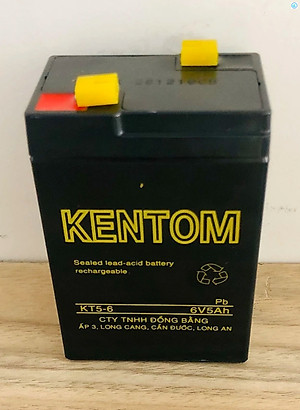 KENTOM
Sealed lead-acid battery
rechargeable
Pb
KT5-6 6V5Ah
CTY TNHH ĐỒNG BẰNG
ẤP 3, LONG CANG, CẦN ĐƯỚC, LONG AN